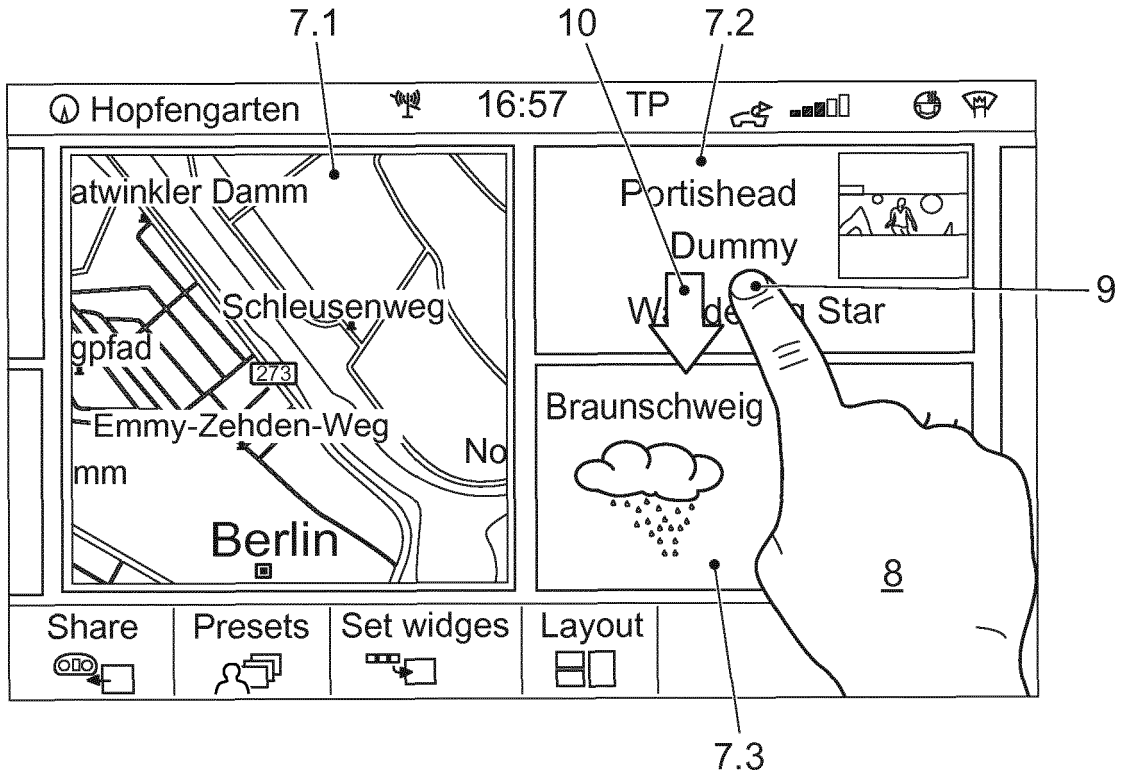 7.1 10 7.2
Hopfengarten 16:57 TP
atwinkler Damm
Schleusenweg
gpfad
273
Emmy-Zehden-Weg
No
mm
Berlin
Portishead
Dummy
Star
9
Braunschweig
8
Share Presets Set widges Layout
7.3